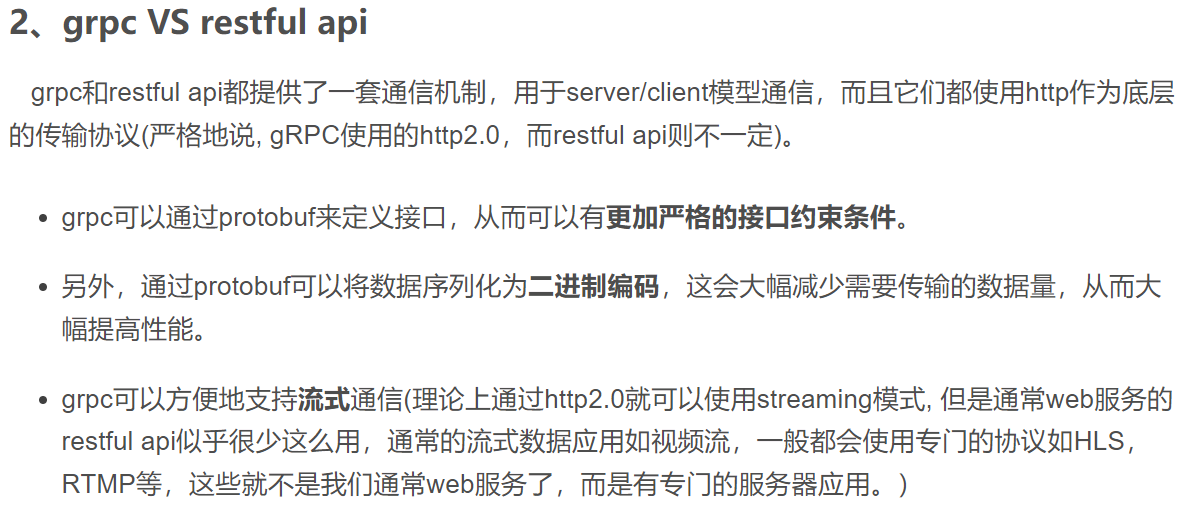 2、grpc VS restful api
grpc和restful api都提供了一套通信机制，用于server/client模型通信，而且它们都使用http作为底层
的传输协议(严格地说, gRPC使用的http2.0，而restful api则不一定)。
• grpc可以通过protobuf来定义接口，从而可以有更加严格的接口约束条件。
• 另外，通过protobuf可以将数据序列化为二进制编码，这会大幅减少需要传输的数据量，从而大
幅提高性能。
• grpc可以方便地支持流式通信(理论上通过http2.0就可以使用streaming模式, 但是通常web服务的
restful api似乎很少这么用，通常的流式数据应用如视频流，一般都会使用专门的协议如HLS，
RTMP等，这些就不是我们通常web服务了，而是有专门的服务器应用。）